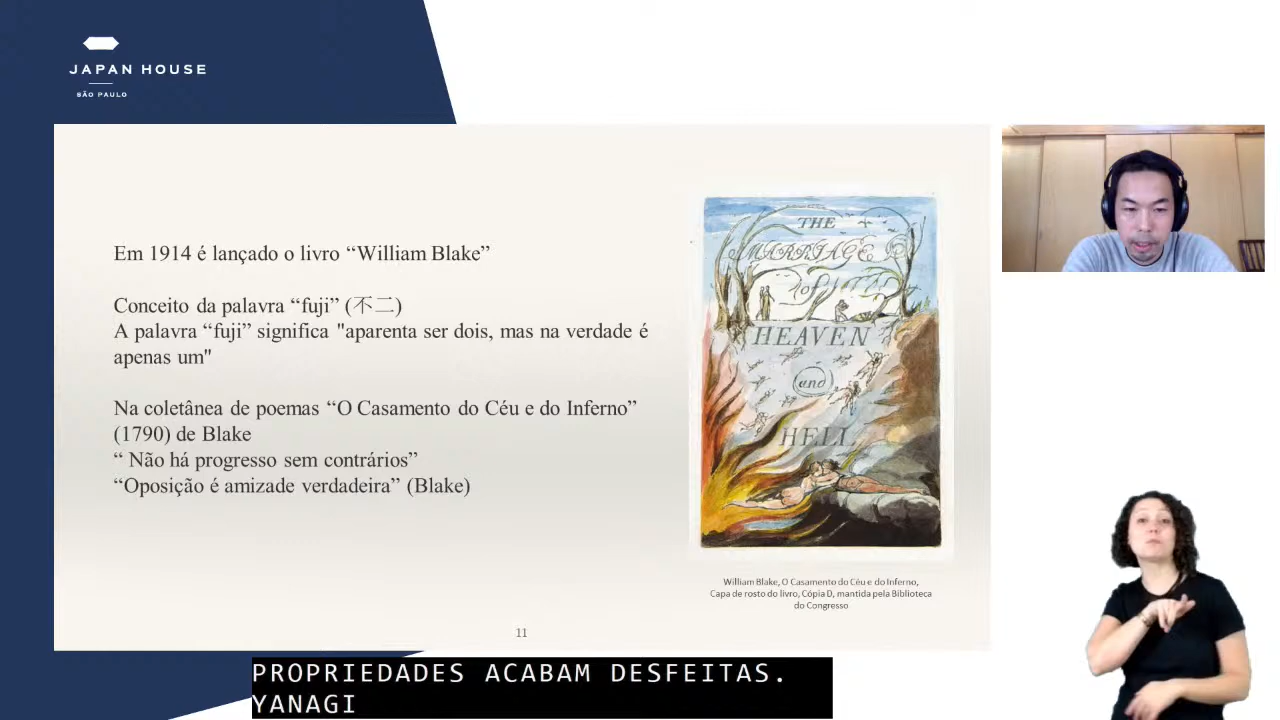 JAPAN HOUSE
SÃO PAULO
Em 1914 é lançado o livro “William Blake”
Conceito da palavra “fuji” (不二)
A palavra “fuji” significa "aparenta ser dois, mas na verdade é
apenas um"
Na coletânea de poemas “O Casamento do Céu e do Inferno”
(1790) de Blake
“ Não há progresso sem contrários”
“Oposição é amizade verdadeira” (Blake)
THE
MARRIAGE
of
HEAVEN
and
HELL
William Blake, O Casamento do Céu e do Inferno,
Capa de rosto do livro, Cópia D, mantida pela Biblioteca
do Congresso
11
PROPRIEDADES ACABAM DESFEITAS.
YANAGI